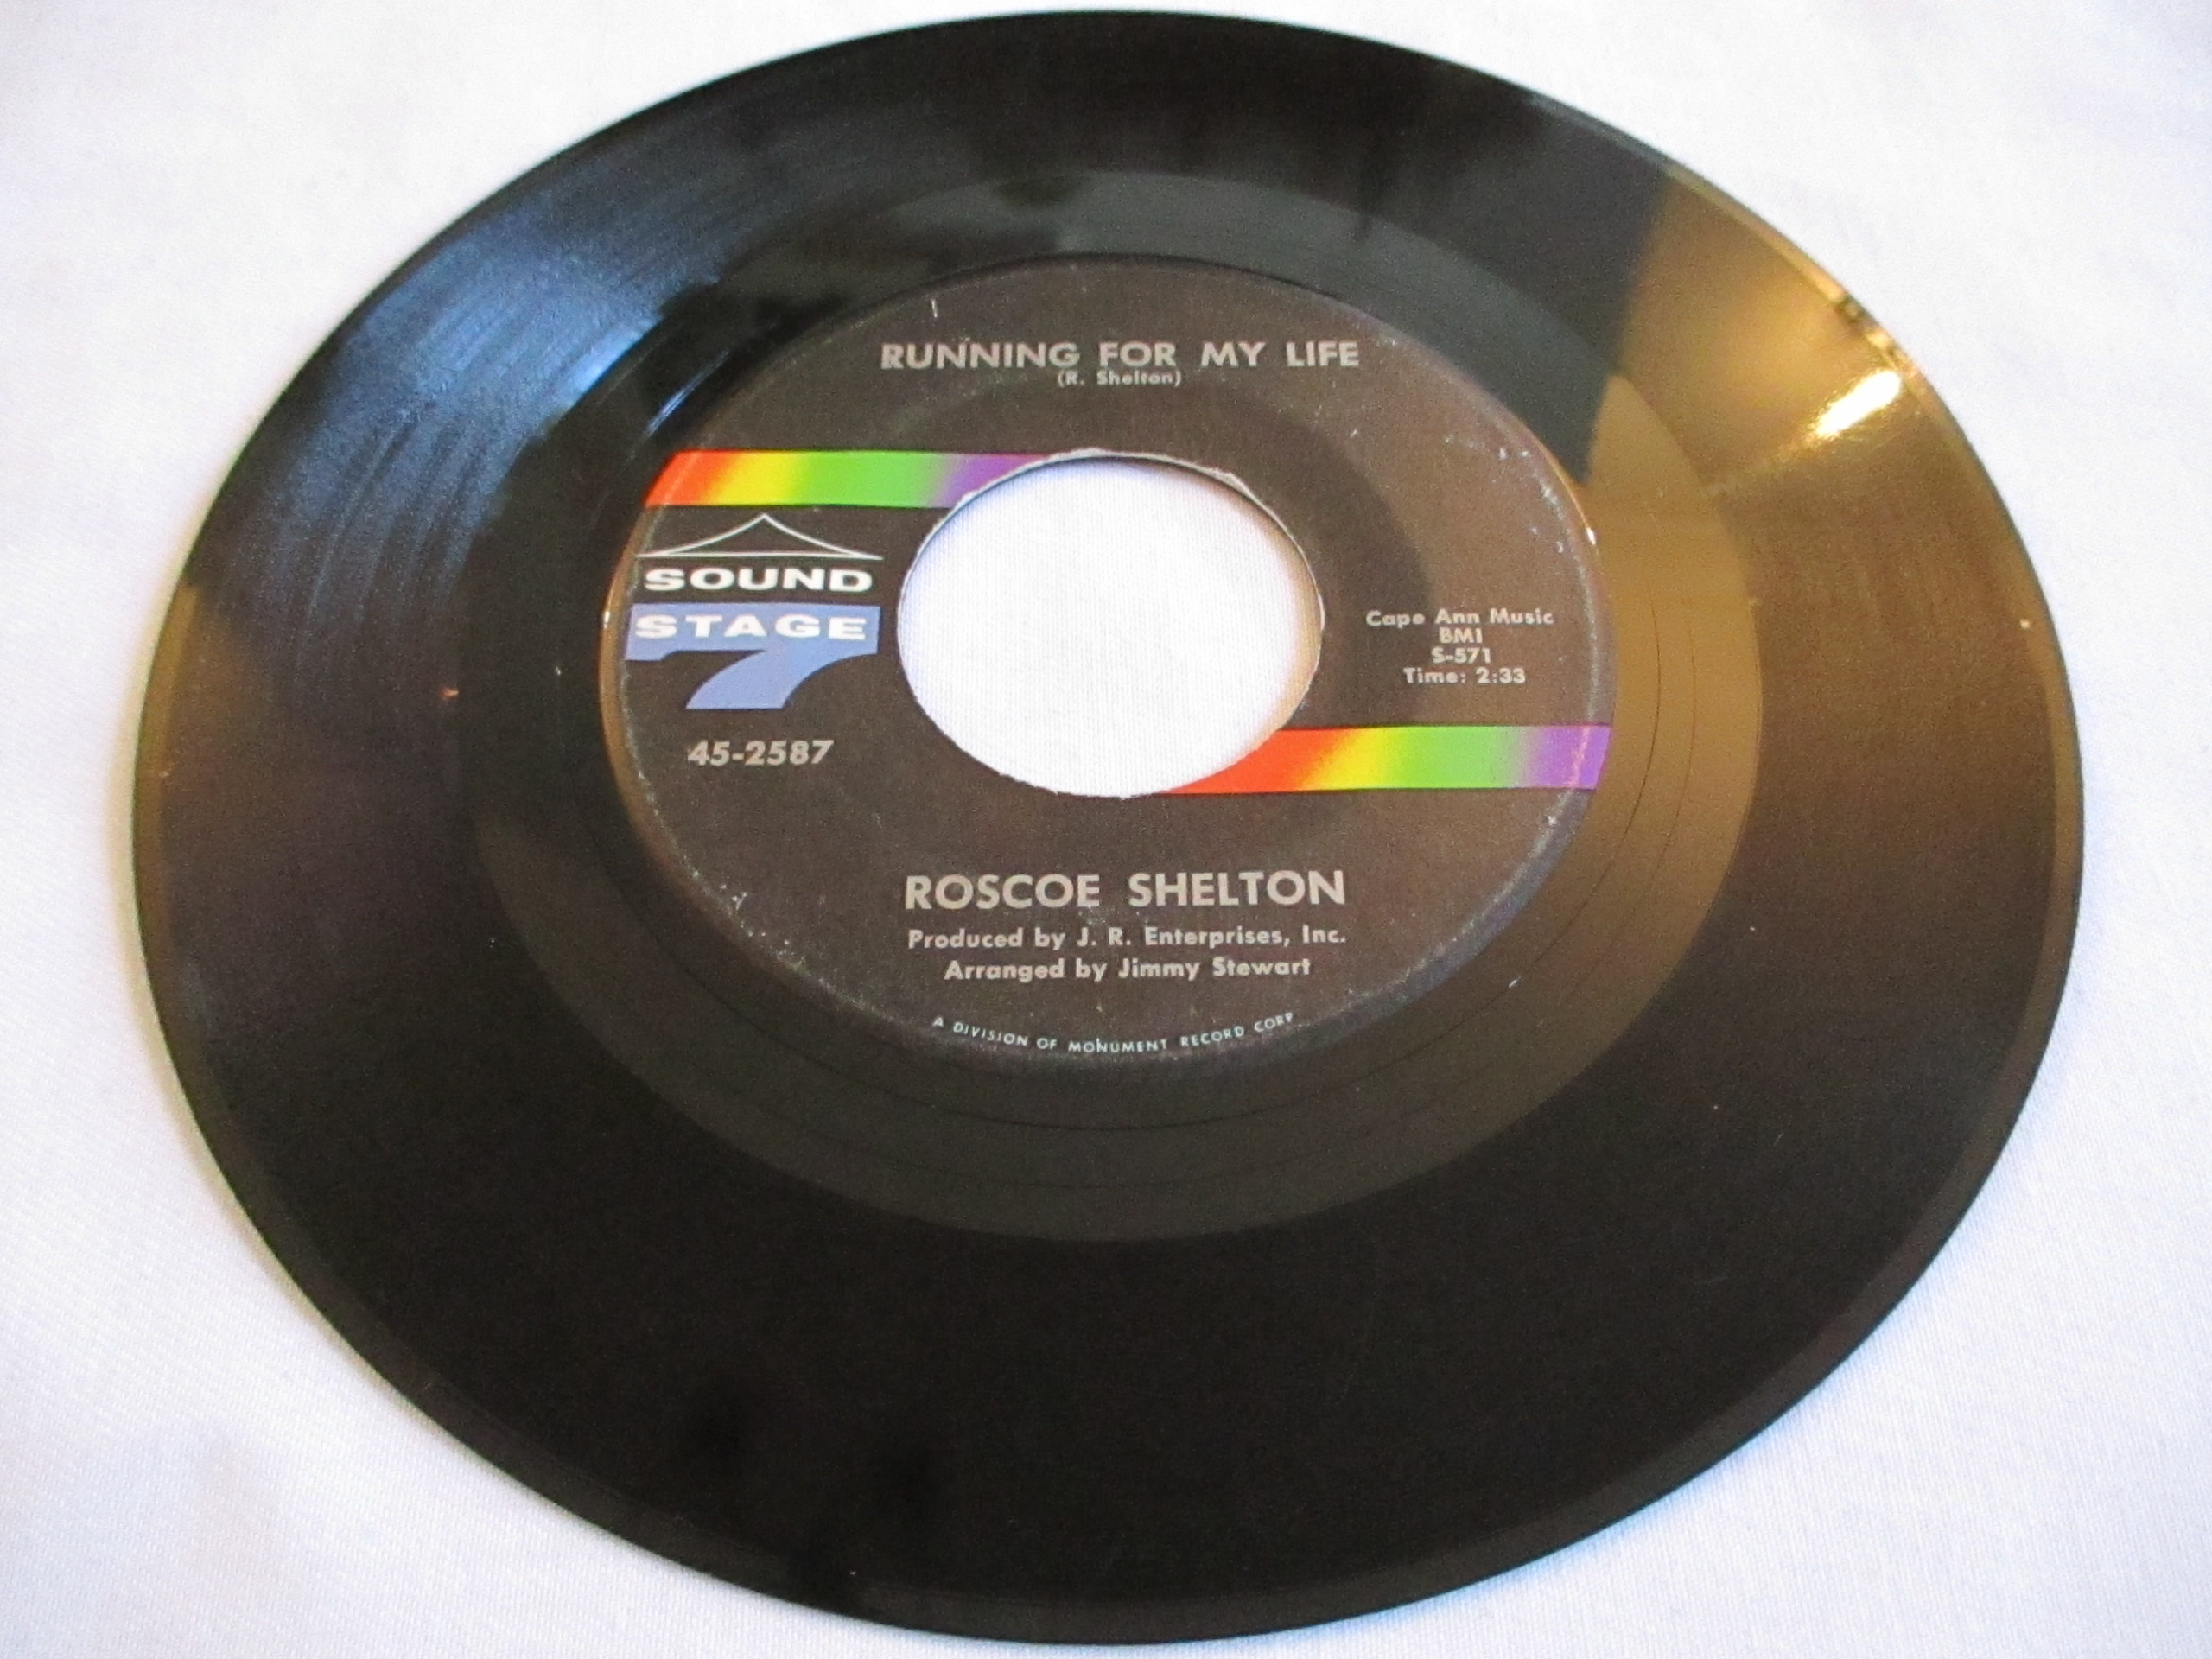 RUNNING FOR MY LIFE
(R. Shelton)
SOUND
STAGE
7
45-2587
Cape Ann Music
BMI
S-571
Time: 2:33
ROSCOE SHELTON
Produced by J. R. Enterprises, Inc.
Arranged by Jimmy Stewart
A DIVISION OF MONUMENT RECORD CORP